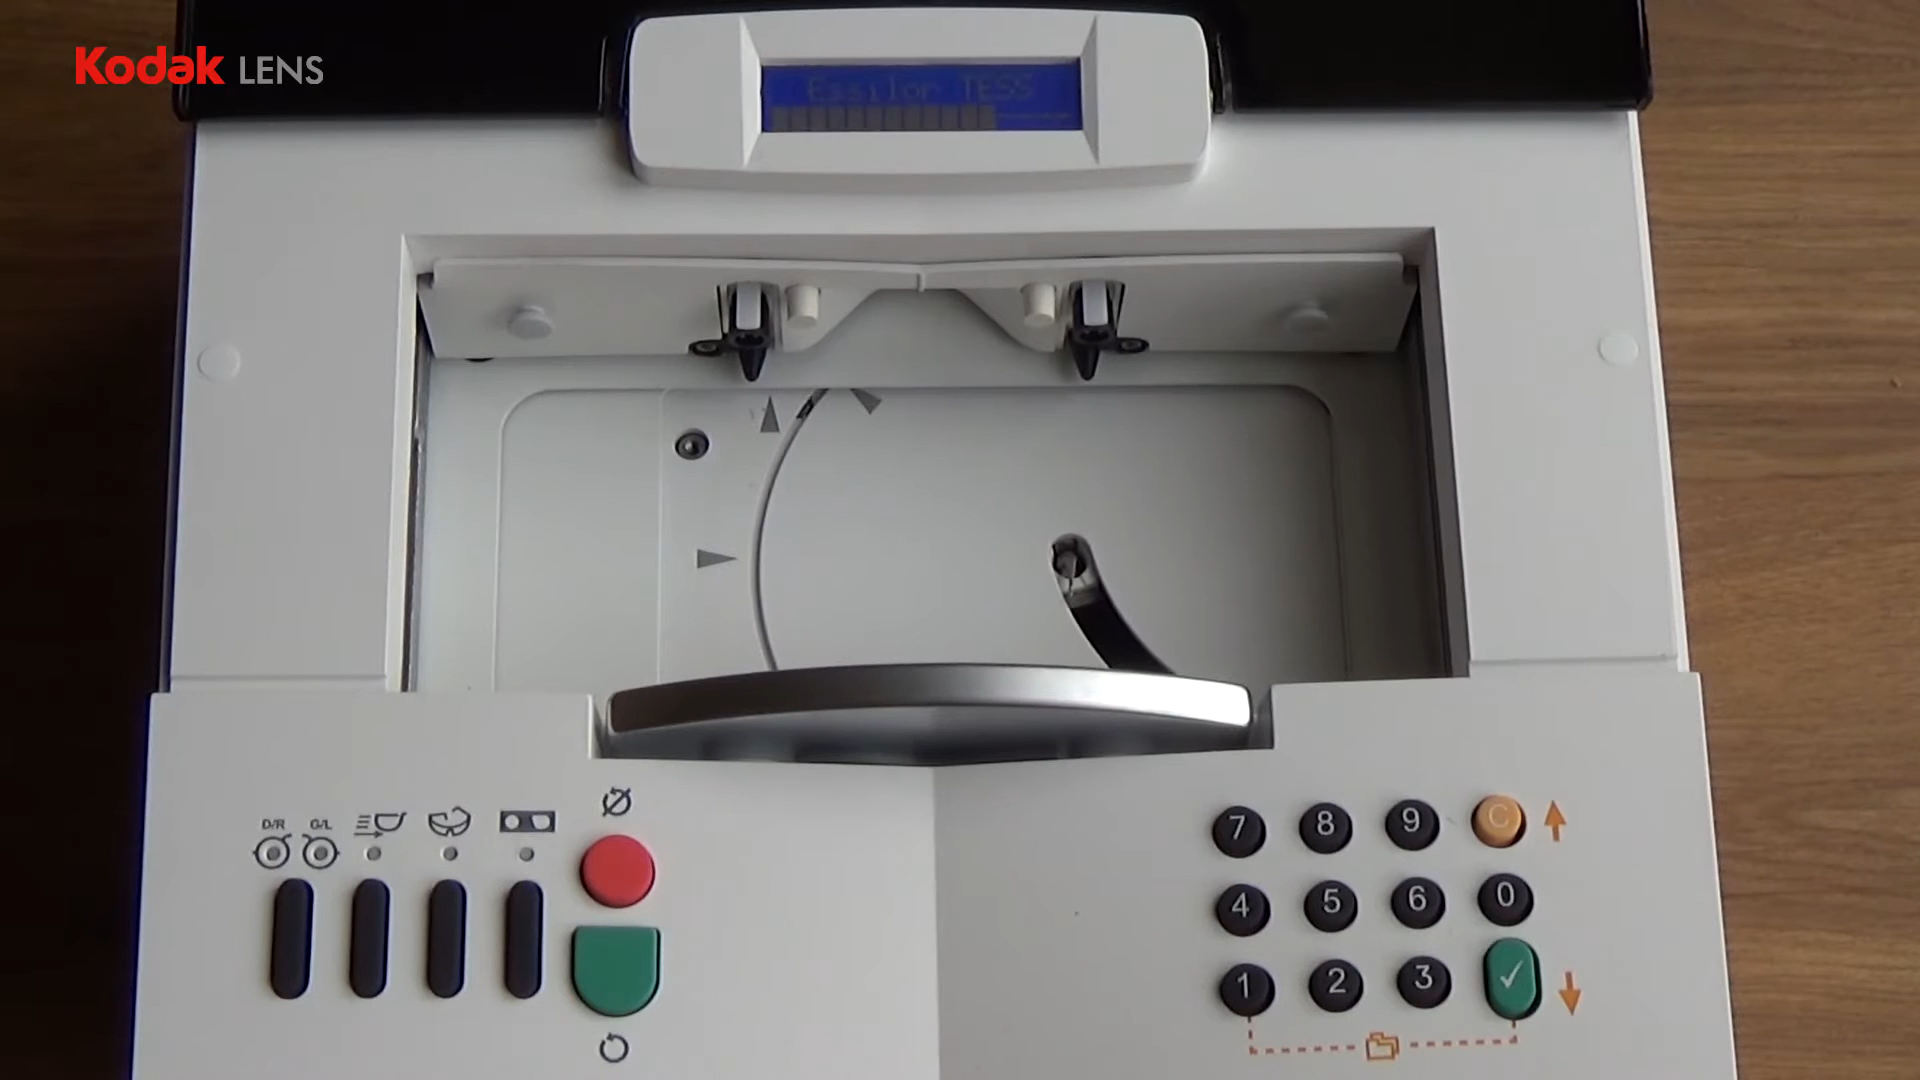 Kodak LENS
Essilor TESS
D/R G/L
7 8 9 C
4 5 6 0
1 2 3 ✓